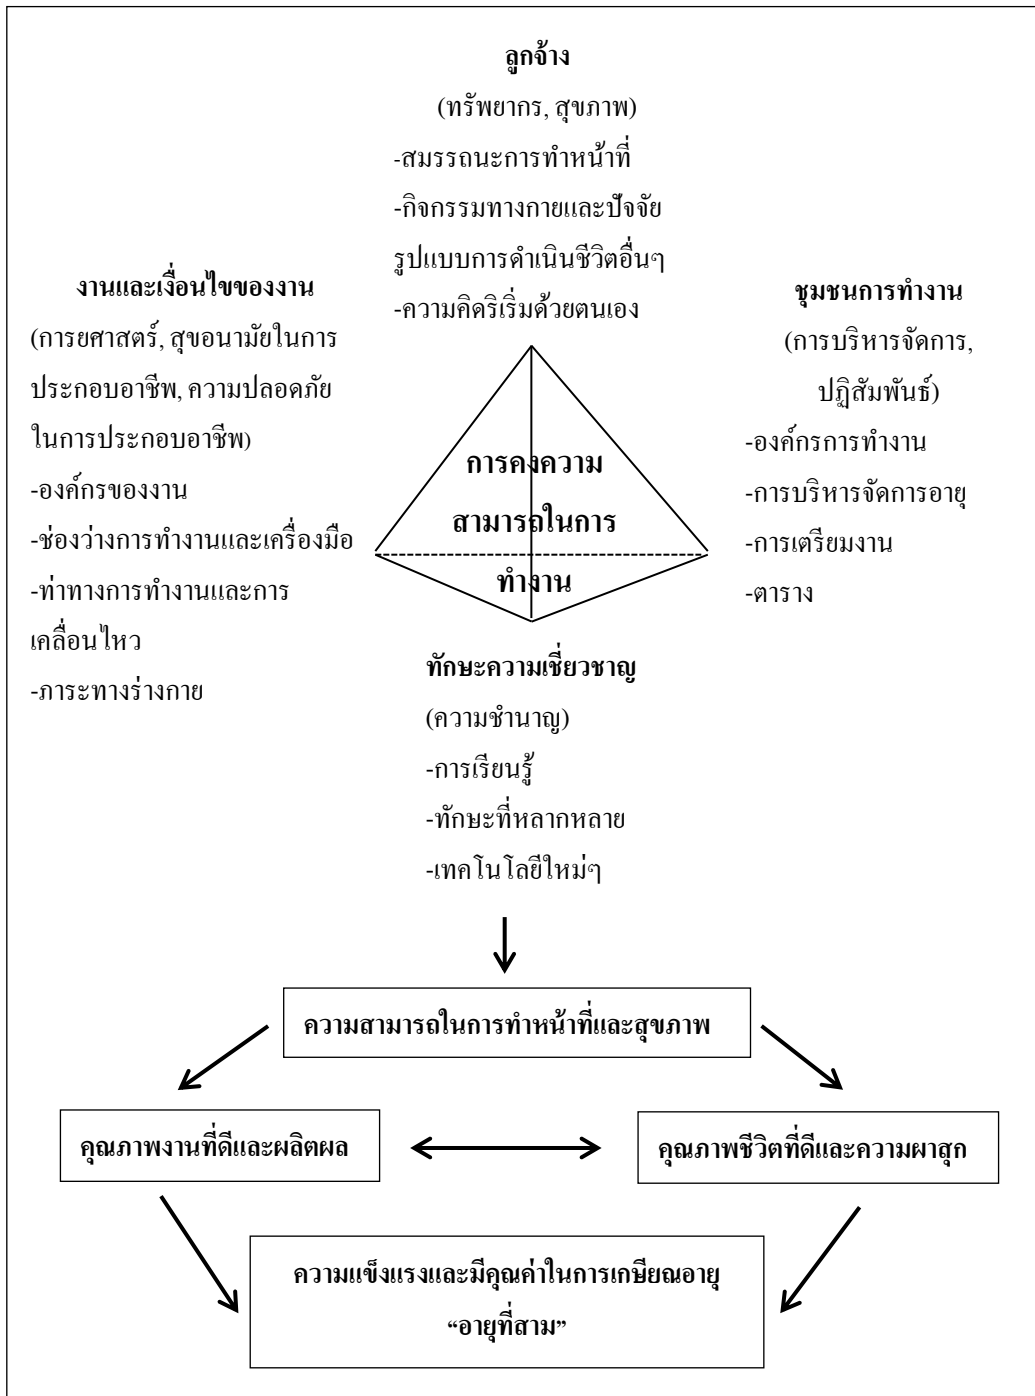 ลูกจ้าง
(ทรัพยากร, สุขภาพ)
-สมรรถนะการทำหน้าที่
-กิจกรรมทางกายและปัจจัย
รูปแบบการดำเนินชีวิตอื่นๆ
-ความคิดริเริ่มด้วยตนเอง
งานและเงื่อนไขของงาน
(การยศาสตร์, สุขอนามัยในการ
ประกอบอาชีพ, ความปลอดภัย
ในการประกอบอาชีพ)
-องค์กรของงาน
-ช่องว่างการทำงานและเครื่องมือ
-ท่าทางการทำงานและการ
เคลื่อนไหว
-ภาระทางร่างกาย
การคงความ
สามารถในการ
ทำงาน
ชุมชนการทำงาน
(การบริหารจัดการ,
ปฏิสัมพันธ์)
-องค์กรการทำงาน
-การบริหารจัดการอายุ
-การเตรียมงาน
-ตาราง
ทักษะความเชี่ยวชาญ
(ความชำนาญ)
-การเรียนรู้
-ทักษะที่หลากหลาย
-เทคโนโลยีใหม่ๆ
ความสามารถในการทำหน้าที่และสุขภาพ
คุณภาพงานที่ดีและผลิตผล
คุณภาพชีวิตที่ดีและความผาสุก
ความแข็งแรงและมีคุณค่าในการเกษียณอายุ
“อายุที่สาม”